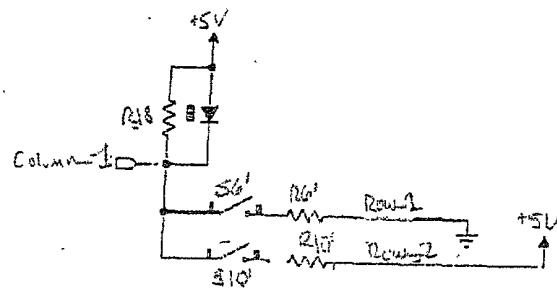 +5V
R18
Column-1
S6'
R6'
Row-1
+5V
R10'
Row-2
S10'